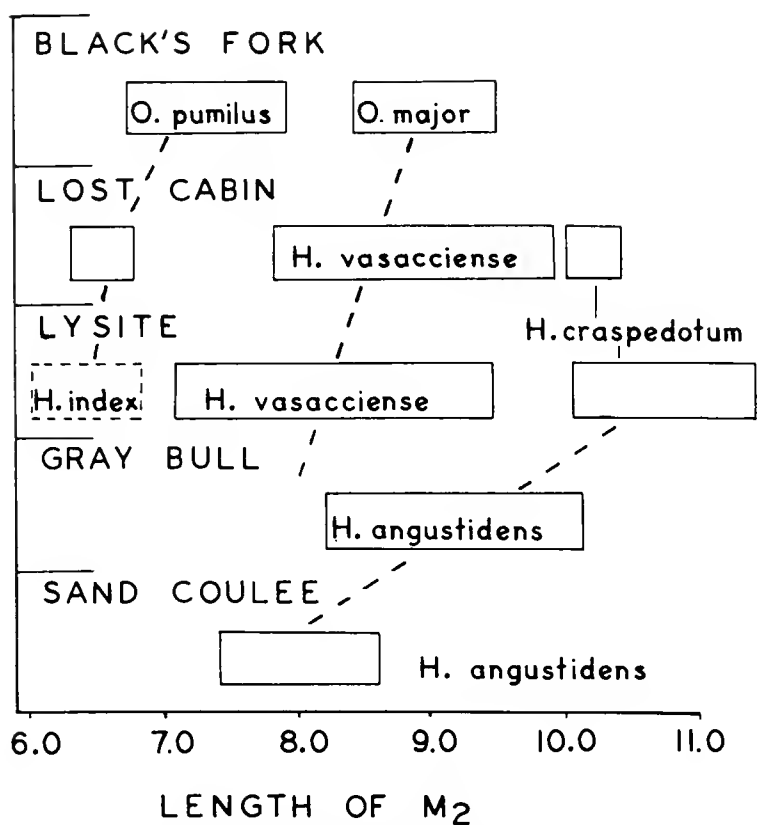 BLACK'S FORK
O. pumilus
O. major
LOST CABIN
H. vasacciense
LYSITE
H.craspedotum
H.index
H. vasacciense
GRAY BULL
H. angustidens
SAND COULEE
H. angustidens
6.0 7.0 8.0 9.0 10.0 11.0
LENGTH OF M2